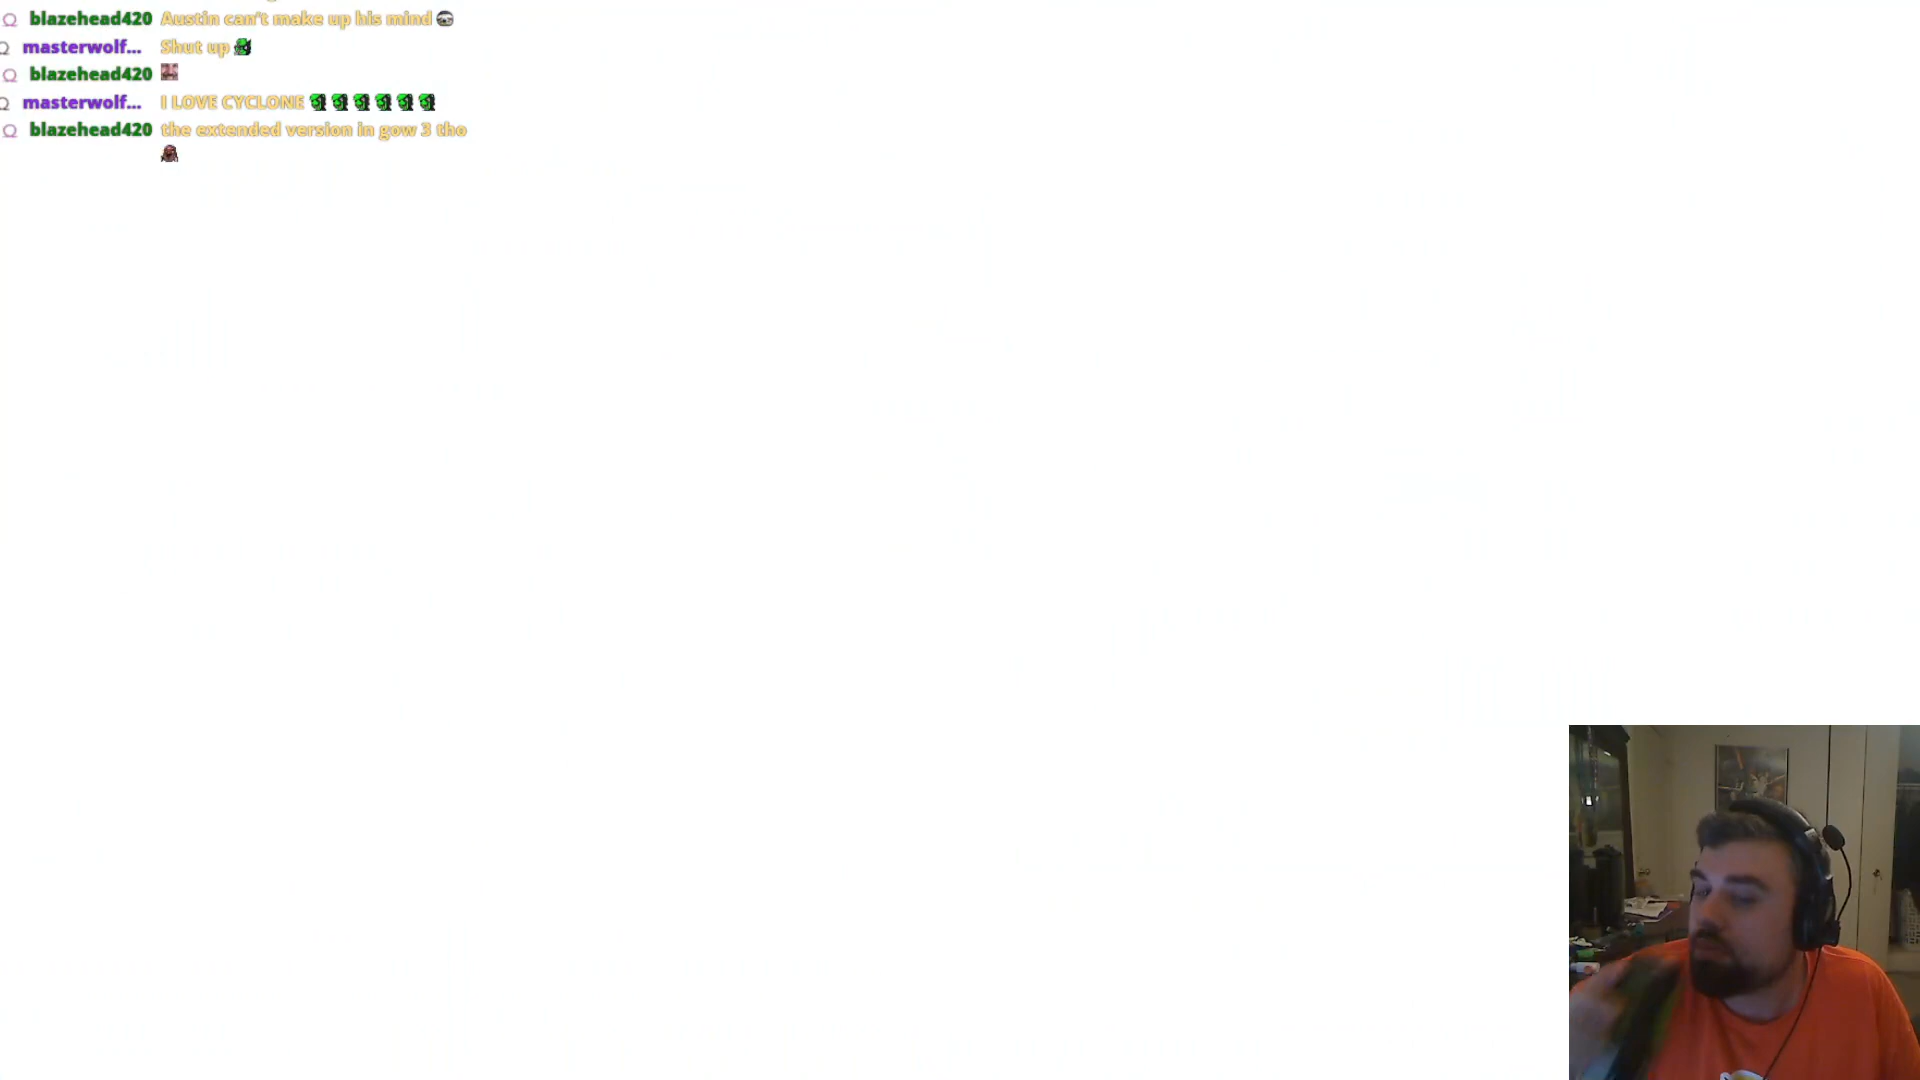 blazehead420 Austin can't make up his mind
masterwolf... Shut up
blazehead420
masterwolf... I LOVE CYCLONE
blazehead420 the extended version in gow 3 tho